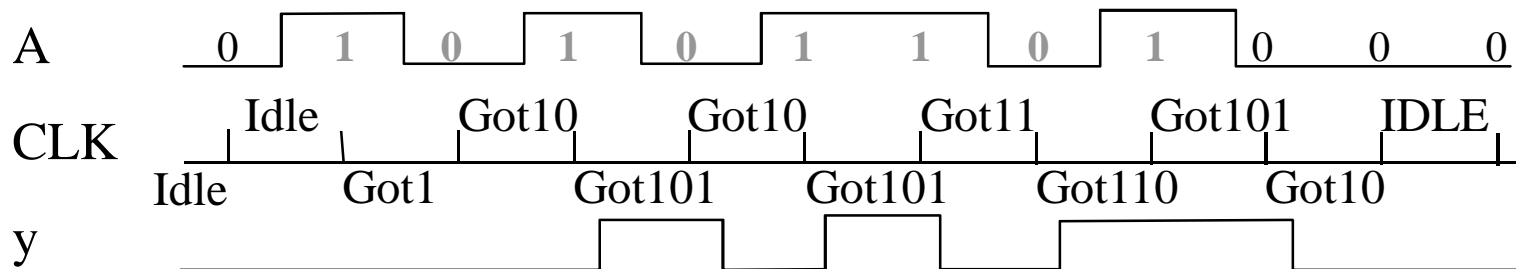 A 0 1 0 1 0 1 1 0 1 0 0 0
Idle Got10 Got10 Got11 Got101 IDLE
CLK
Idle Got1 Got101 Got101 Got110 Got10
y